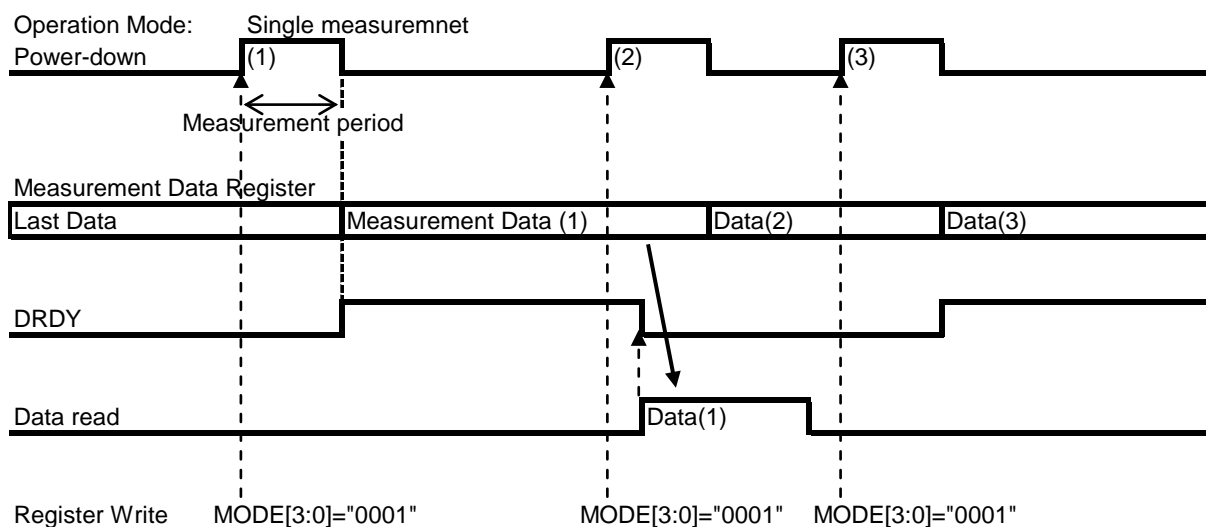 Operation Mode: Single measuremnet
Power-down (1) (2) (3)
Measurement period
Measurement Data Register
Last Data Measurement Data (1) Data(2) Data(3)
DRDY
Data read Data(1)
Register Write MODE[3:0]="0001" MODE[3:0]="0001" MODE[3:0]="0001"